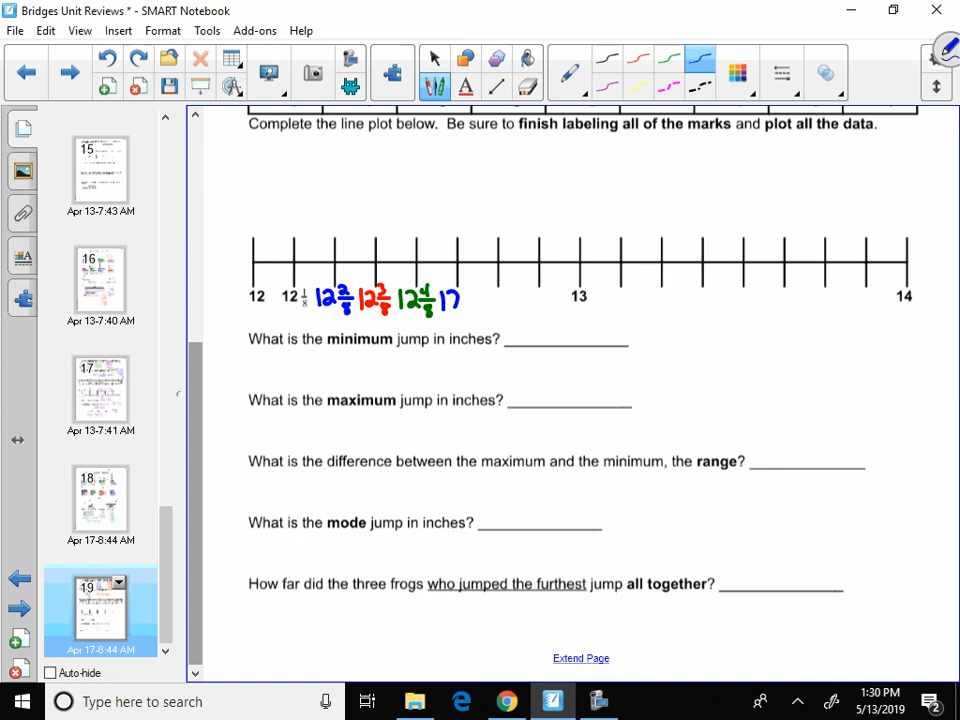 Bridges Unit Reviews * - SMART Notebook
File Edit View Insert Format Tools Add-ons Help
15
Apr 13-7:43 AM
16
Apr 13-7:40 AM
17
Apr 13-7:41 AM
18
Apr 17-8:44 AM
19
Apr 17-8:44 AM
Auto-hide
Complete the line plot below. Be sure to finish labeling all of the marks and plot all the data.
12 12 1/8 12 2/8 12 3/8 12 4/8 12 13 14
What is the minimum jump in inches? _______________
What is the maximum jump in inches? _______________
What is the difference between the maximum and the minimum, the range? ______________
What is the mode jump in inches? _______________
How far did the three frogs who jumped the furthest jump all together? _______________
Extend Page
Type here to search
1:30 PM
5/13/2019
2